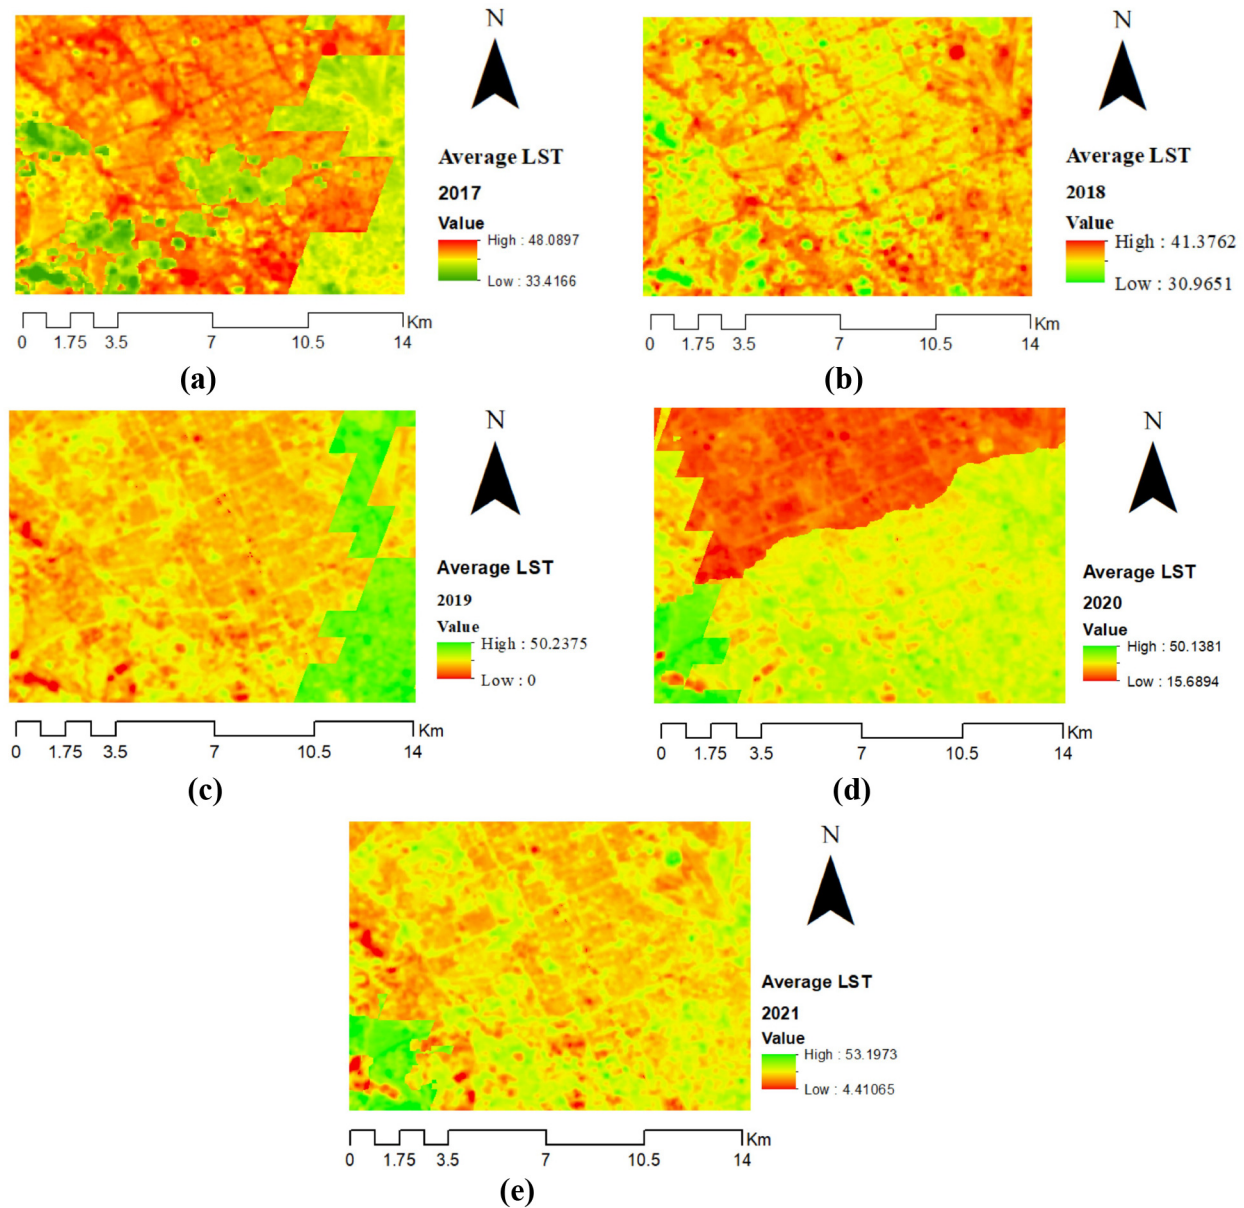 N
Average LST
2017
Value
High : 48.0897
Low : 33.4166
Km
0 1.75 3.5 7 10.5 14
(a)
N
Average LST
2018
Value
High : 41.3762
Low : 30.9651
Km
0 1.75 3.5 7 10.5 14
(b)
N
Average LST
2019
Value
High : 50.2375
Low : 0
Km
0 1.75 3.5 7 10.5 14
(c)
N
Average LST
2020
Value
High : 50.1381
Low : 15.6894
Km
0 1.75 3.5 7 10.5 14
(d)
N
Average LST
2021
Value
High : 53.1973
Low : 4.41065
Km
0 1.75 3.5 7 10.5 14
(e)